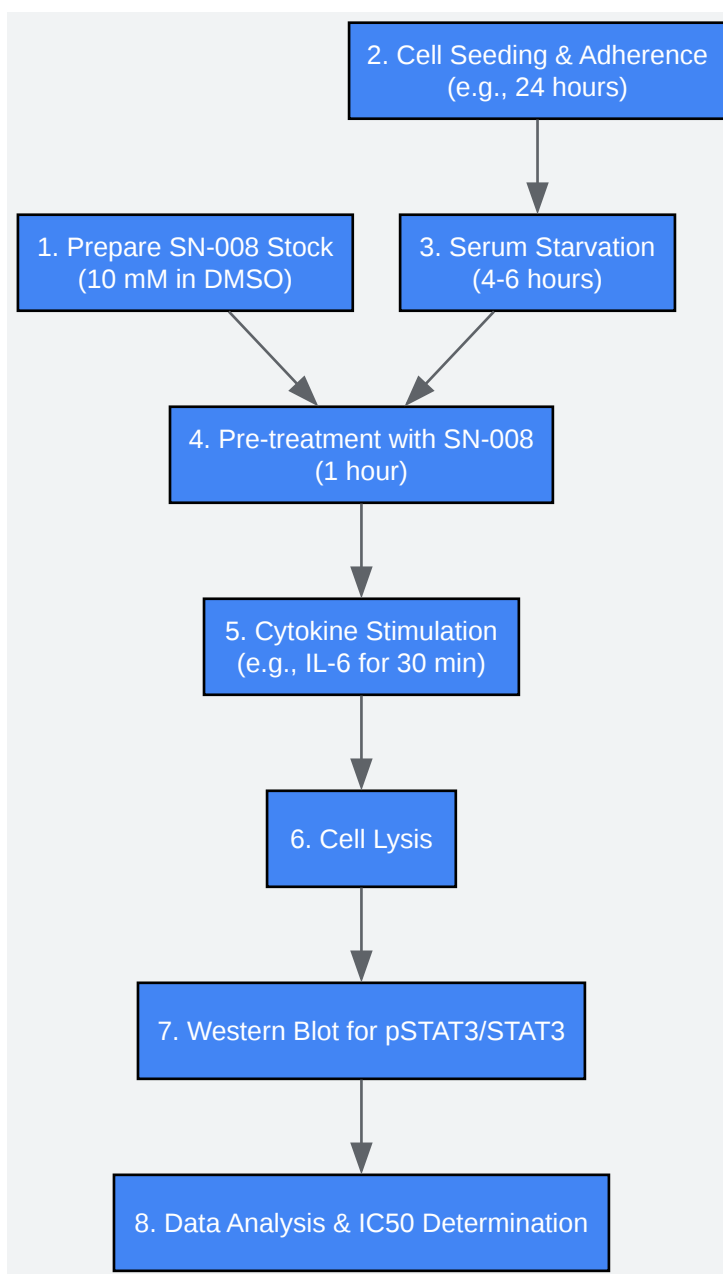 2. Cell Seeding & Adherence
(e.g., 24 hours)
1. Prepare SN-008 Stock
(10 mM in DMSO)
3. Serum Starvation
(4-6 hours)
4. Pre-treatment with SN-008
(1 hour)
5. Cytokine Stimulation
(e.g., IL-6 for 30 min)
6. Cell Lysis
7. Western Blot for pSTAT3/STAT3
8. Data Analysis & IC50 Determination